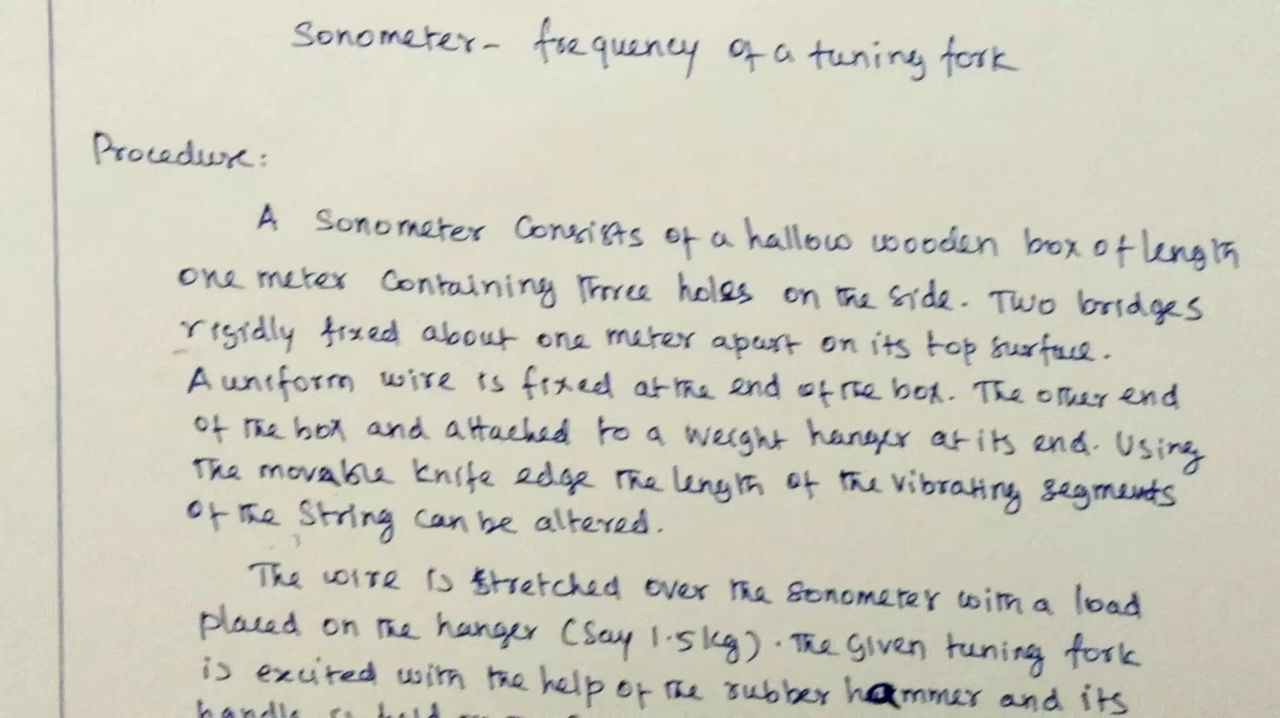 Sonometer - frequency of a tuning fork
Procedure:
A Sonometer Consists of a hallow wooden box of length
one meter Containing Three holes on the side. Two bridges
rigidly fixed about one meter apart on its top surface.
A uniform wire is fixed at the end of the box. The other end
of the box and attached to a weight hanger at its end. Using
The movable knife edge The length of the vibrating segments
of the String can be altered.
The wire is stretched over the sonometer with a load
placed on the hanger (Say 1.5kg). The given tuning fork
is excited with the help of the rubber hammer and its
handle is held